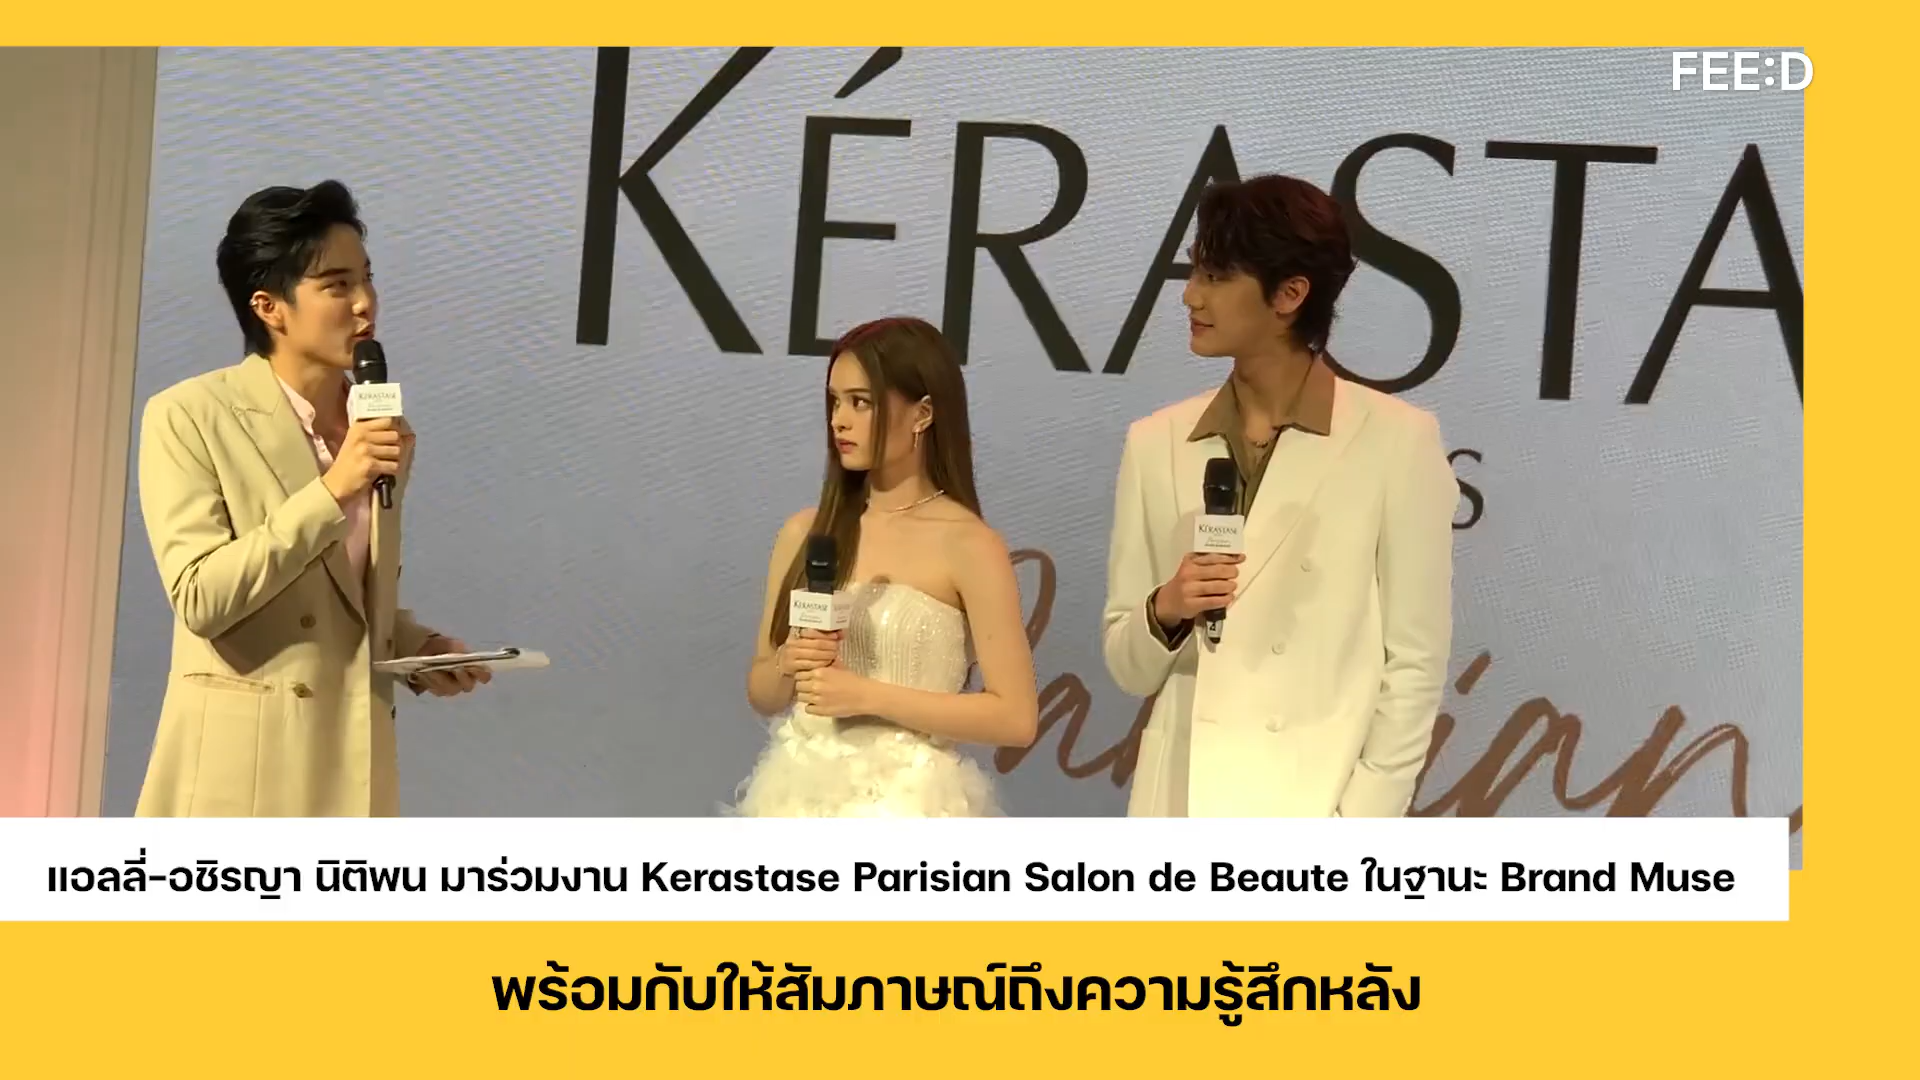 FEE:D
KÉRASTA
S
KERASTASE
KERASTASE
KERASTASE
แอลลี่-อชิรญา นิติพน มาร่วมงาน Kerastase Parisian Salon de Beaute ในฐานะ Brand Muse
พร้อมกับให้สัมภาษณ์ถึงความรู้สึกหลัง